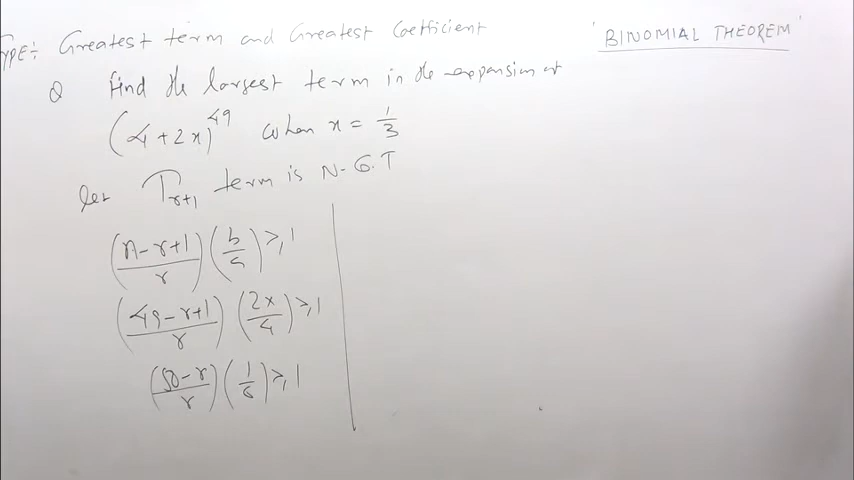 TYPE:- Greatest term and Greatest Coefficient
'BINOMIAL THEOREM'
Q find the largest term in the expansion of
(4+2x)^49 when x = 1/3
let T_{r+1} term is N.G.T
((n-r+1)/r) (b/a) ≥ 1
((49-r+1)/r) (2x/4) ≥ 1
((50-r)/r) (1/6) ≥ 1